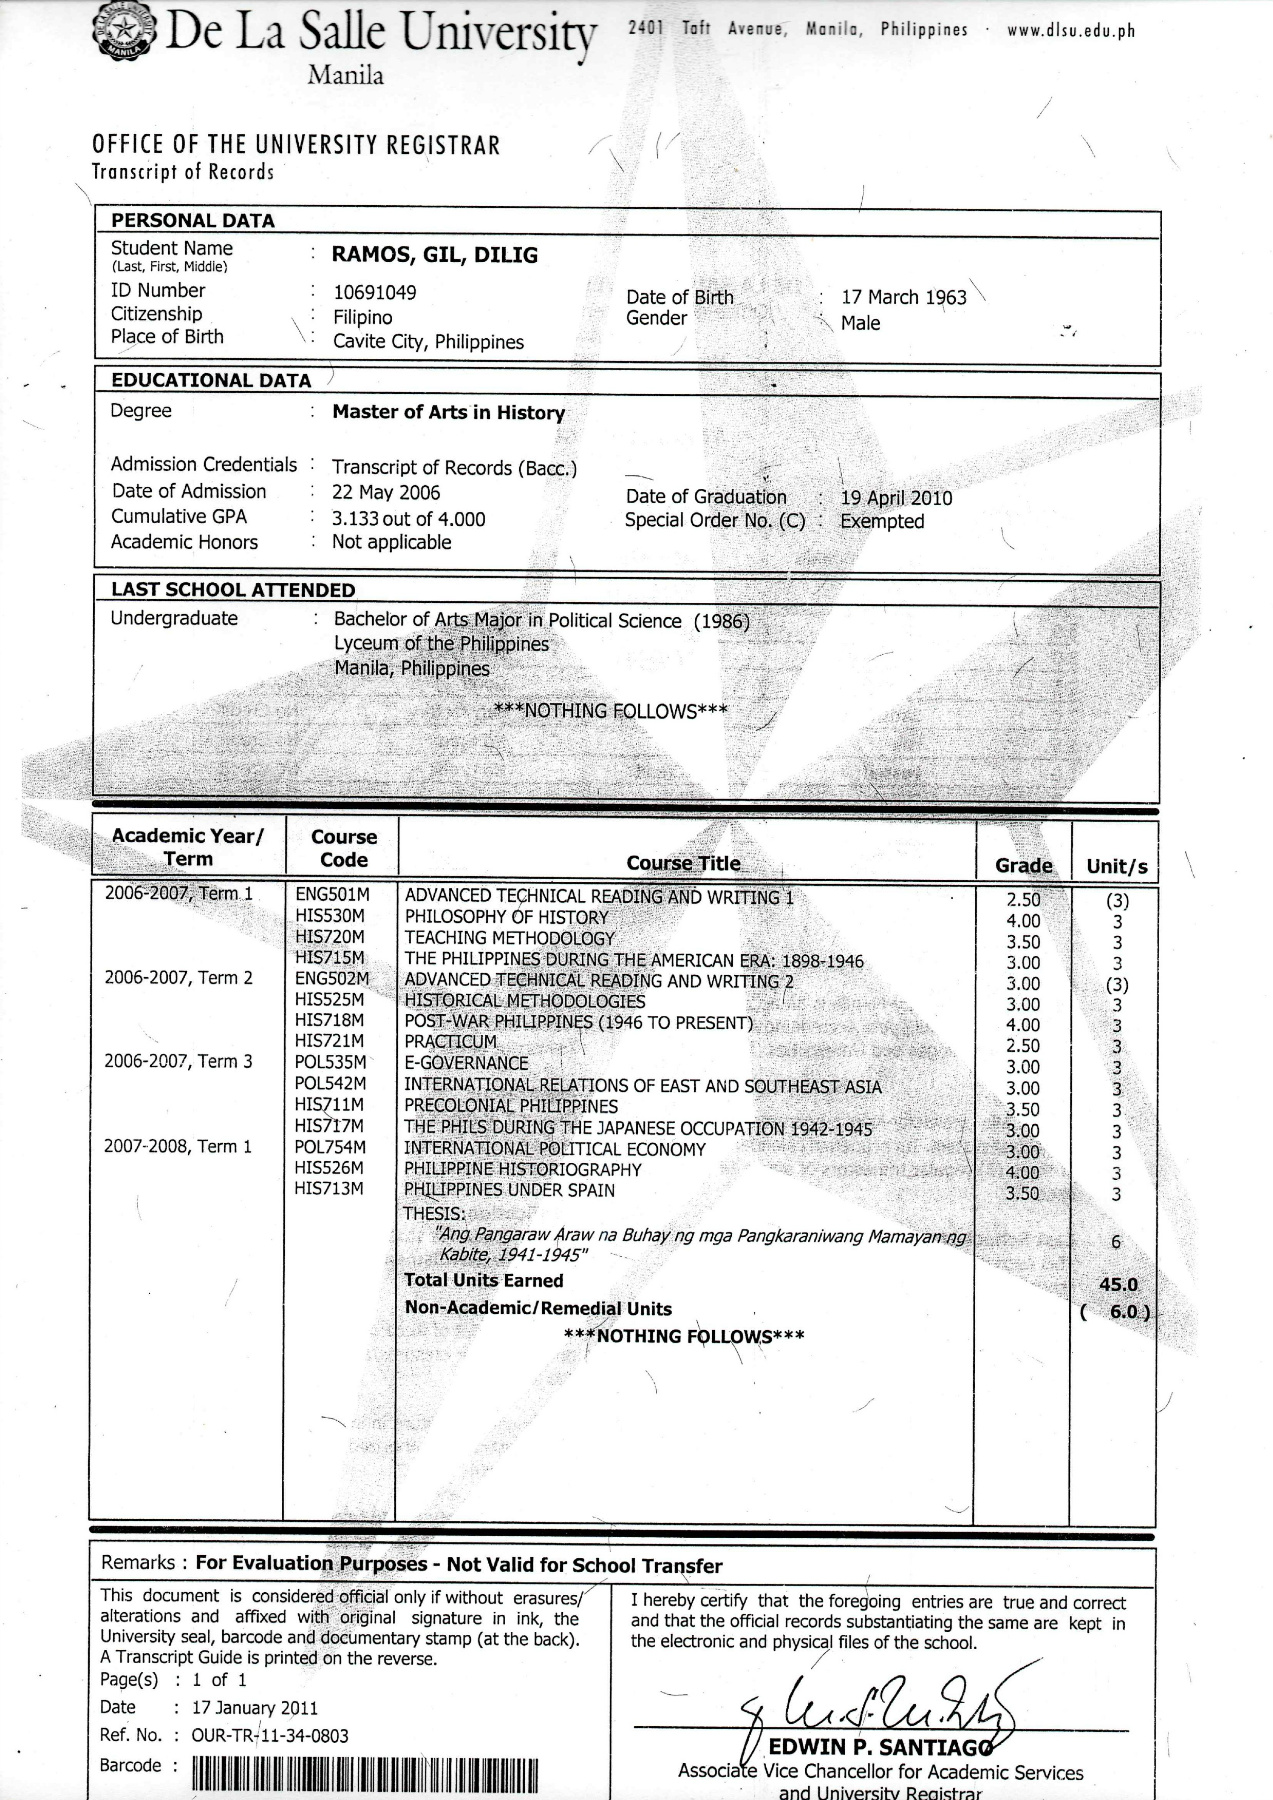 De La Salle University
Manila
2401 Taft Avenue, Manila, Philippines · www.dlsu.edu.ph
OFFICE OF THE UNIVERSITY REGISTRAR
Transcript of Records
PERSONAL DATA
Student Name : RAMOS, GIL, DILIG
(Last, First, Middle)
ID Number : 10691049
Date of Birth : 17 March 1963
Citizenship : Filipino
Gender : Male
Place of Birth : Cavite City, Philippines
EDUCATIONAL DATA
Degree : Master of Arts in History
Admission Credentials : Transcript of Records (Bacc.)
Date of Admission : 22 May 2006
Date of Graduation : 19 April 2010
Cumulative GPA : 3.133 out of 4.000
Special Order No. (C) : Exempted
Academic Honors : Not applicable
LAST SCHOOL ATTENDED
Undergraduate : Bachelor of Arts Major in Political Science (1986)
Lyceum of the Philippines
Manila, Philippines
***NOTHING FOLLOWS***
Academic Year/ Term Course Code Course Title Grade Unit/s
2006-2007, Term 1 ENG501M ADVANCED TECHNICAL READING AND WRITING 1 2.50 (3)
HIS530M PHILOSOPHY OF HISTORY 4.00 3
HIS720M TEACHING METHODOLOGY 3.50 3
HIS715M THE PHILIPPINES DURING THE AMERICAN ERA: 1898-1946 3.00 3
2006-2007, Term 2 ENG502M ADVANCED TECHNICAL READING AND WRITING 2 3.00 (3)
HIS525M HISTORICAL METHODOLOGIES 3.00 3
HIS718M POST-WAR PHILIPPINES (1946 TO PRESENT) 4.00 3
HIS721M PRACTICUM 2.50 3
2006-2007, Term 3 POL535M E-GOVERNANCE 3.00 3
POL542M INTERNATIONAL RELATIONS OF EAST AND SOUTHEAST ASIA 3.00 3
HIS711M PRECOLONIAL PHILIPPINES 3.50 3
HIS717M THE PHILS DURING THE JAPANESE OCCUPATION 1942-1945 3.00 3
2007-2008, Term 1 POL754M INTERNATIONAL POLITICAL ECONOMY 3.00 3
HIS526M PHILIPPINE HISTORIOGRAPHY 4.00 3
HIS713M PHILIPPINES UNDER SPAIN 3.50 3
THESIS:
"Ang Pangaraw Araw na Buhay ng mga Pangkaraniwang Mamayan ng
Kabite, 1941-1945" 6
Total Units Earned 45.0
Non-Academic/Remedial Units ( 6.0 )
***NOTHING FOLLOWS***
Remarks : For Evaluation Purposes - Not Valid for School Transfer
This document is considered official only if without erasures/
alterations and affixed with original signature in ink, the
University seal, barcode and documentary stamp (at the back).
A Transcript Guide is printed on the reverse.
Page(s) : 1 of 1
Date : 17 January 2011
Ref. No. : OUR-TR-11-34-0803
Barcode :
I hereby certify that the foregoing entries are true and correct
and that the official records substantiating the same are kept in
the electronic and physical files of the school.
EDWIN P. SANTIAGO
Associate Vice Chancellor for Academic Services
and University Registrar